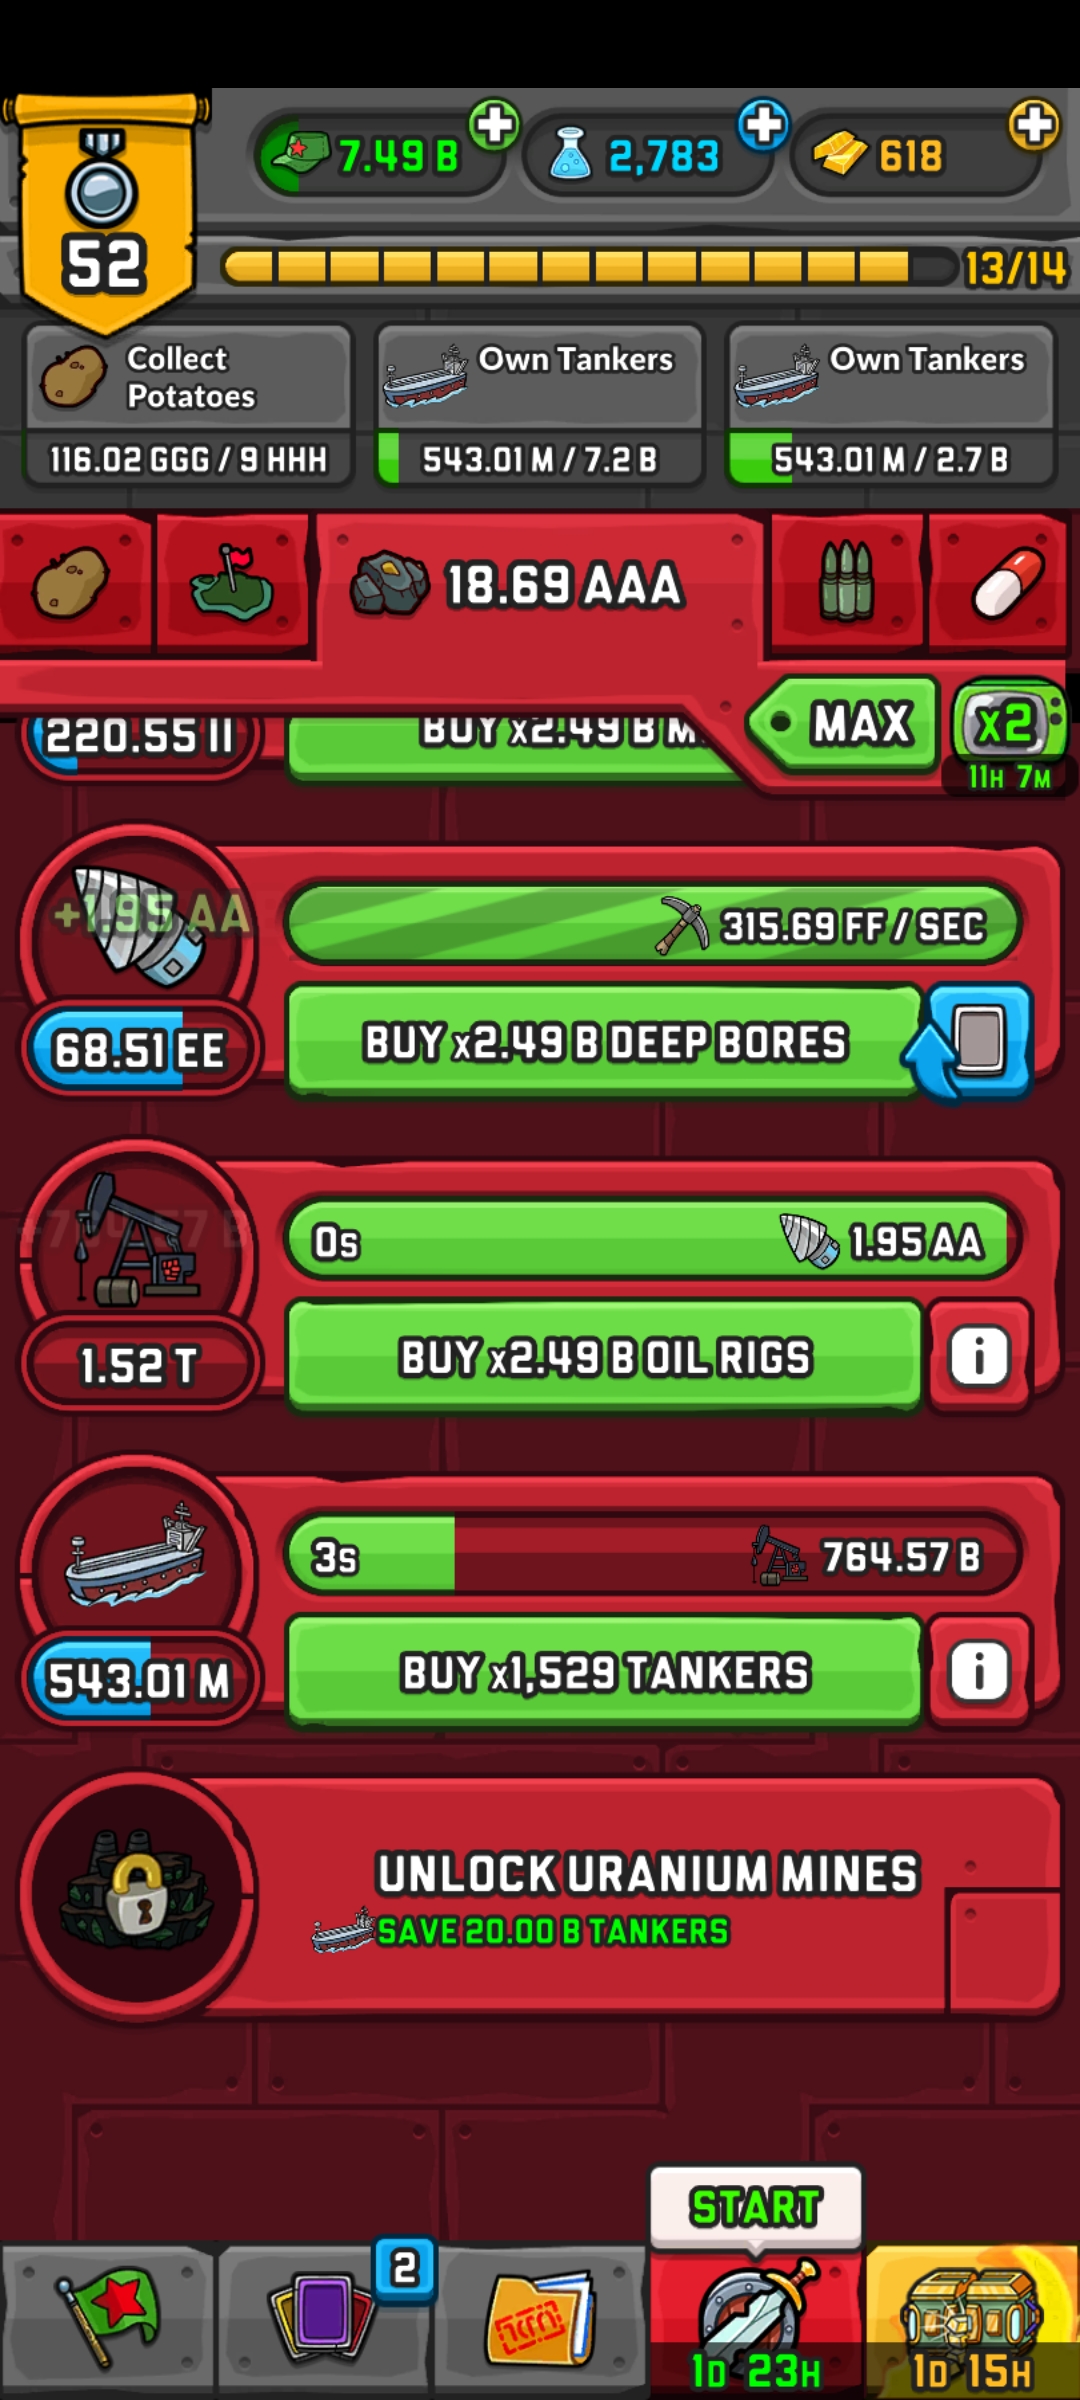 52
7.49 B
2,783
618
13/14
Collect
Potatoes
116.02 GGG / 9 HHH
Own Tankers
543.01 M / 7.2 B
Own Tankers
543.01 M / 2.7 B
18.69 AAA
MAX
x2
11H 7M
220.55 II
BUY x2.49 B M
+1.95 AA
315.69 FF / SEC
68.51 EE
BUY x2.49 B DEEP BORES
0s
1.95 AA
1.52 T
BUY x2.49 B OIL RIGS
i
3s
764.57 B
543.01 M
BUY x1,529 TANKERS
i
UNLOCK URANIUM MINES
SAVE 20.00 B TANKERS
START
2
1D 23H
1D 15H